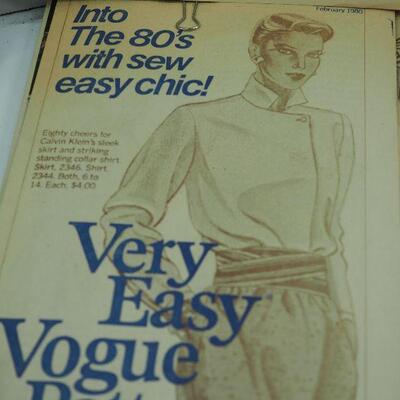 Into
The 80's
with sew
easy chic!
February 1980
Eighty cheers for
Calvin Klein's sleek
skirt and striking
standing collar shirt.
Skirt, 2346. Shirt,
2344. Both, 6 to
14. Each, $4.00
Very
Easy
Vogue